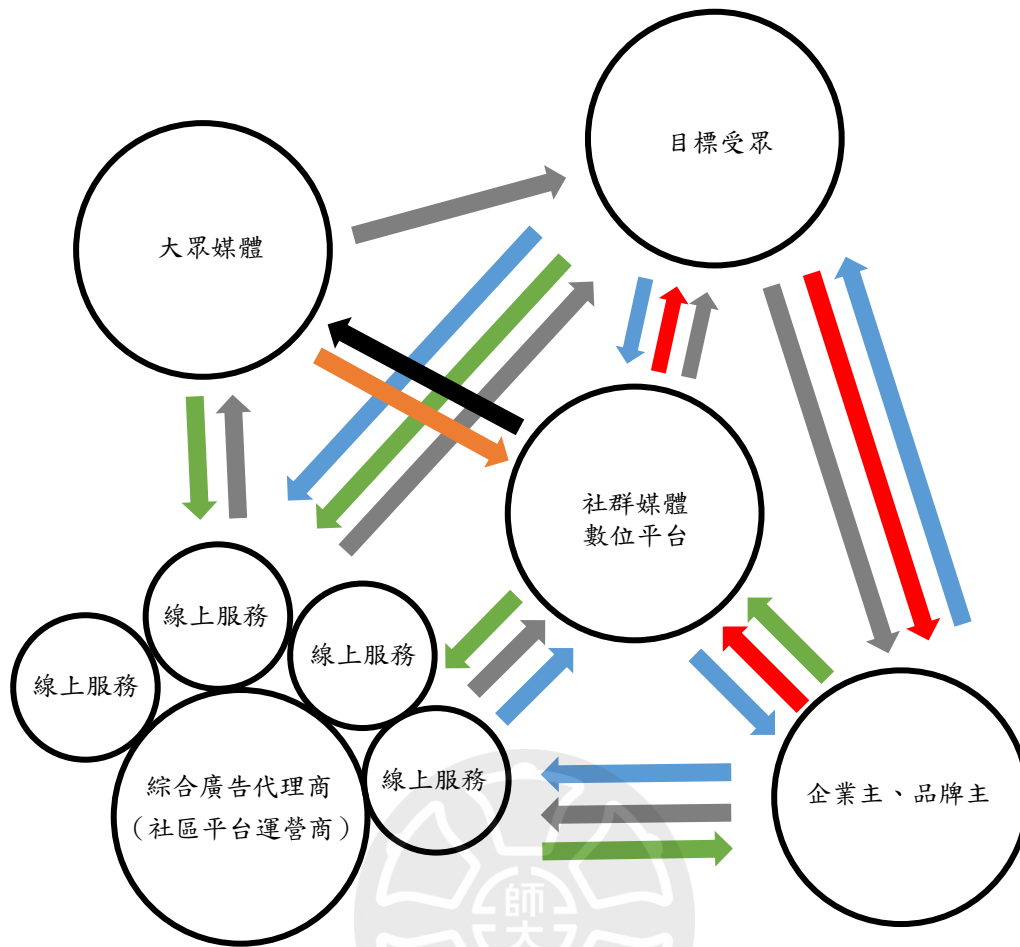 目標受眾
大眾媒體
社群媒體
數位平台
線上服務
線上服務
線上服務
線上服務
綜合廣告代理商
（社區平台運營商）
企業主、品牌主
師大